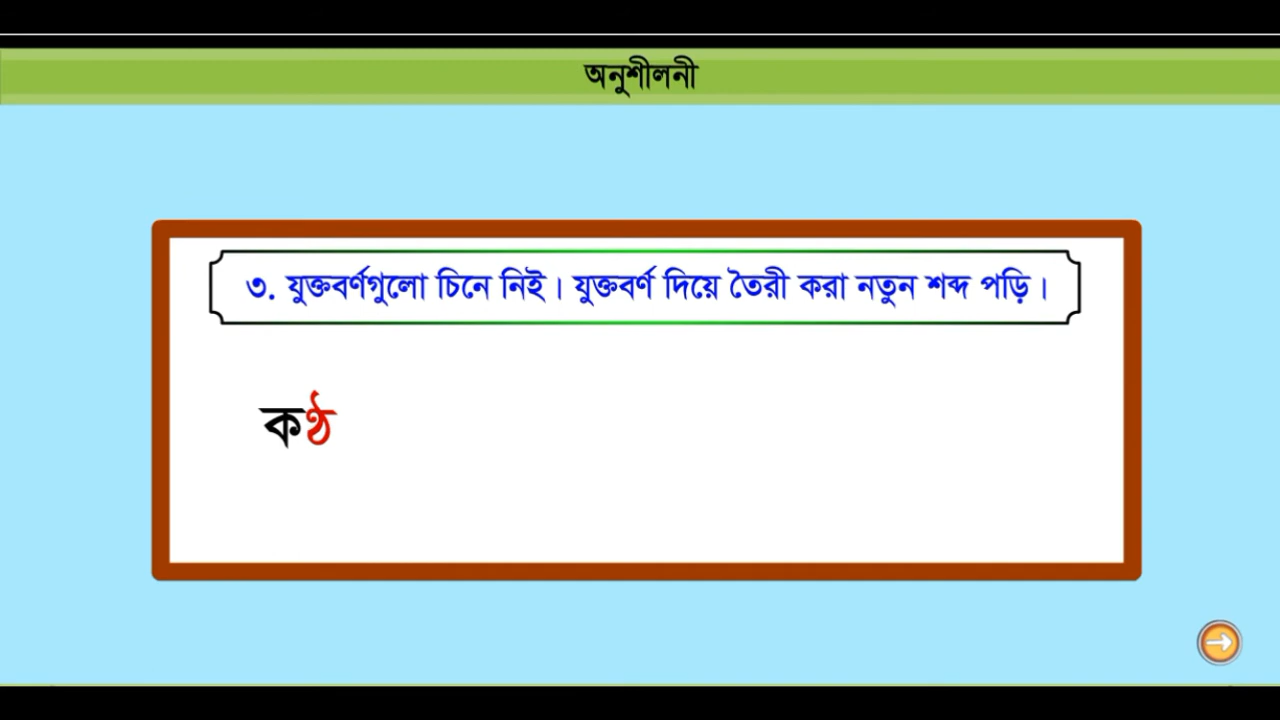 অনুশীলনী
৩. যুক্তবর্ণগুলো চিনে নিই। যুক্তবর্ণ দিয়ে তৈরী করা নতুন শব্দ পড়ি।
কণ্ঠ